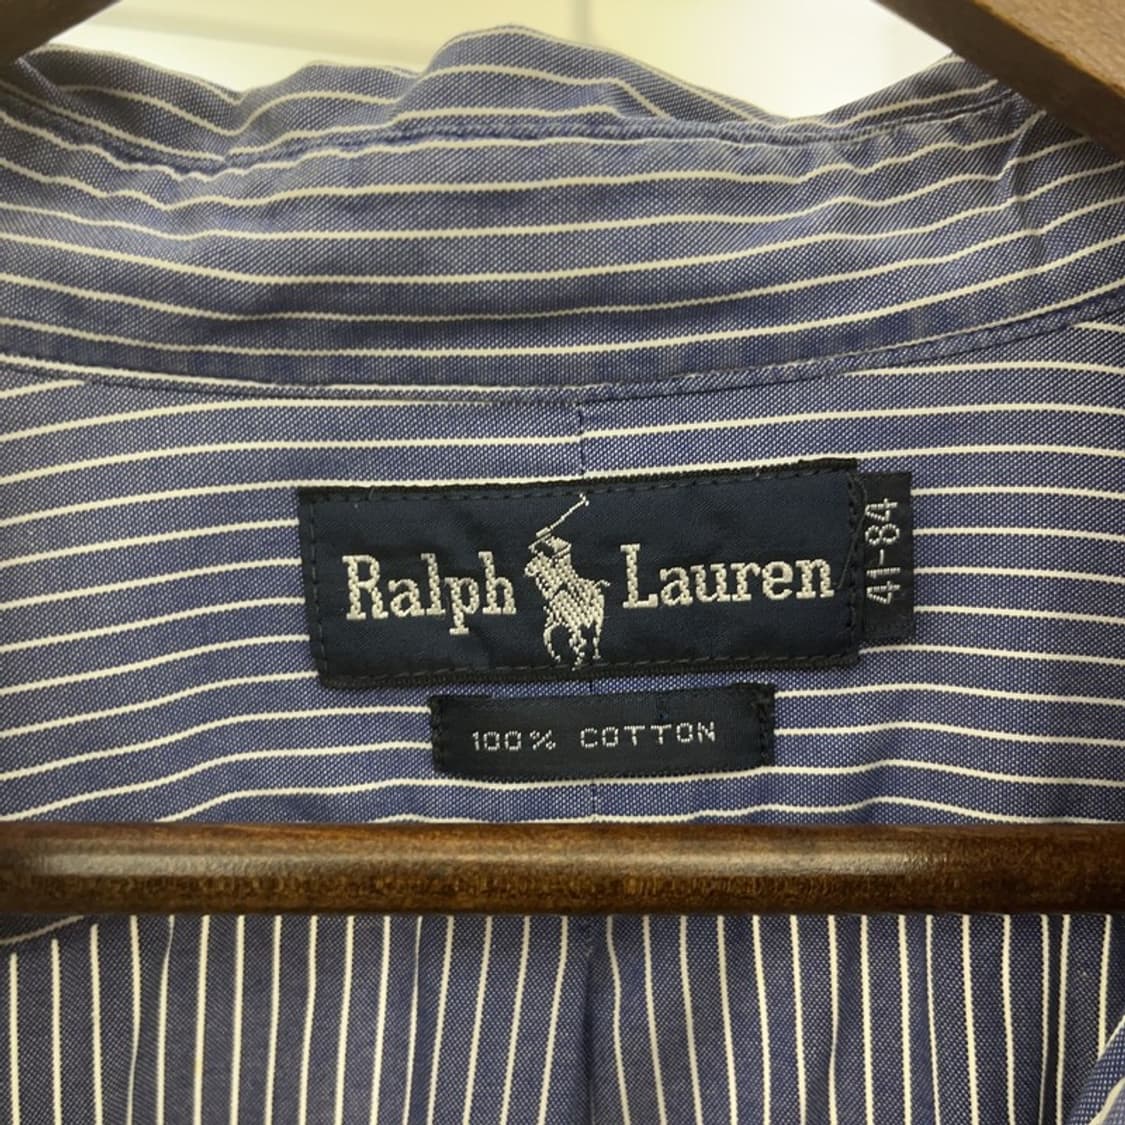 Ralph Lauren
41-84
100% COTTON